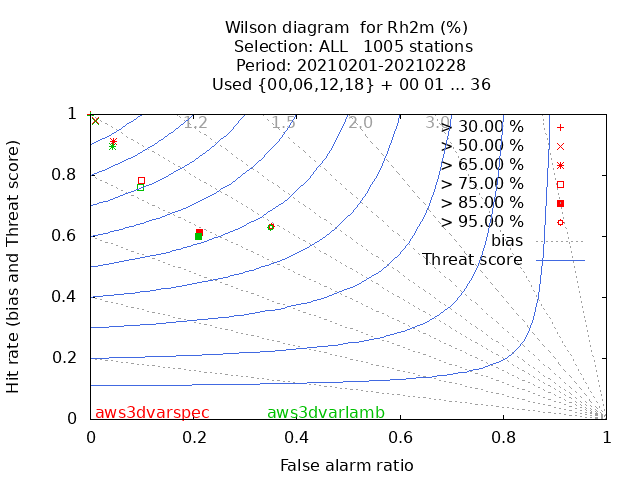 Wilson diagram  for Rh2m (%)
Selection: ALL   1005 stations
Period: 20210201-20210228
Used {00,06,12,18} + 00 01 ... 36
1.2 1.5 2.0 3.0
> 30.00 %
> 50.00 %
> 65.00 %
> 75.00 %
> 85.00 %
> 95.00 %
bias
Threat score
Hit rate (bias and Threat score)
1
0.8
0.6
0.4
0.2
0
aws3dvarspec aws3dvarlamb
0 0.2 0.4 0.6 0.8 1
False alarm ratio